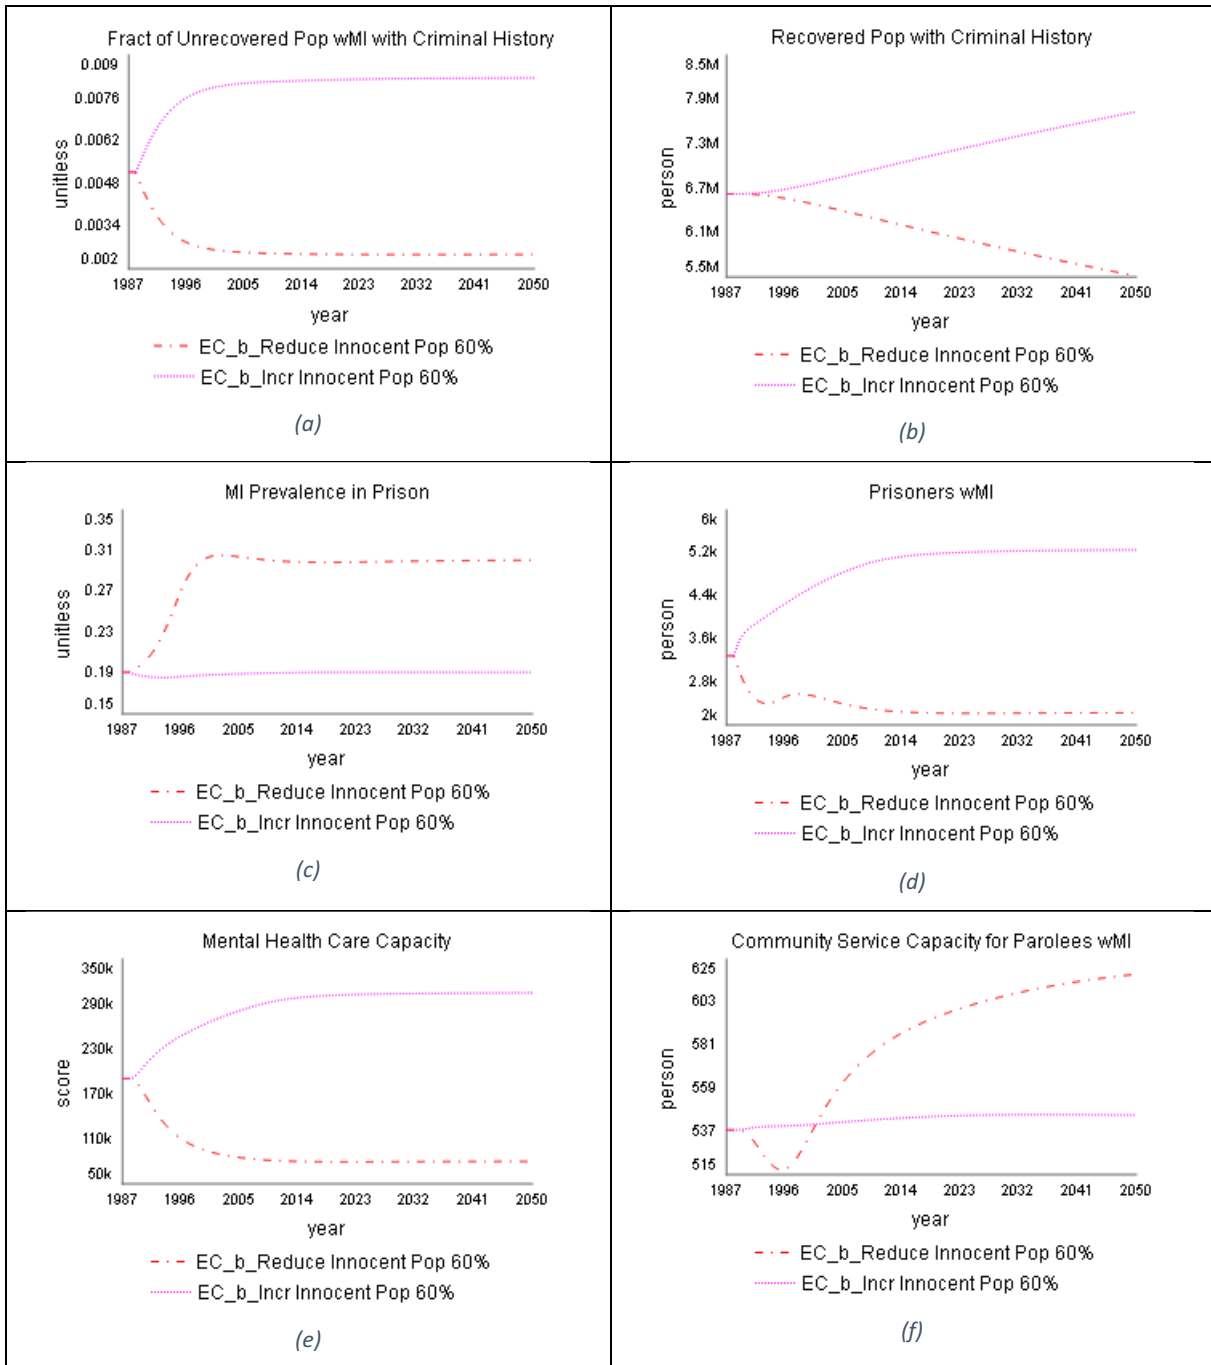 Fract of Unrecovered Pop wMI with Criminal History
0.009
0.0076
0.0062
0.0048
0.0034
0.002
unitless
1987 1996 2005 2014 2023 2032 2041 2050
year
EC_b_Reduce Innocent Pop 60%
EC_b_Incr Innocent Pop 60%
(a)
Recovered Pop with Criminal History
8.5M
7.9M
7.3M
6.7M
6.1M
5.5M
person
1987 1996 2005 2014 2023 2032 2041 2050
year
EC_b_Reduce Innocent Pop 60%
EC_b_Incr Innocent Pop 60%
(b)
MI Prevalence in Prison
0.35
0.31
0.27
0.23
0.19
0.15
unitless
1987 1996 2005 2014 2023 2032 2041 2050
year
EC_b_Reduce Innocent Pop 60%
EC_b_Incr Innocent Pop 60%
(c)
Prisoners wMI
6k
5.2k
4.4k
3.6k
2.8k
2k
person
1987 1996 2005 2014 2023 2032 2041 2050
year
EC_b_Reduce Innocent Pop 60%
EC_b_Incr Innocent Pop 60%
(d)
Mental Health Care Capacity
350k
290k
230k
170k
110k
50k
score
1987 1996 2005 2014 2023 2032 2041 2050
year
EC_b_Reduce Innocent Pop 60%
EC_b_Incr Innocent Pop 60%
(e)
Community Service Capacity for Parolees wMI
625
603
581
559
537
515
person
1987 1996 2005 2014 2023 2032 2041 2050
year
EC_b_Reduce Innocent Pop 60%
EC_b_Incr Innocent Pop 60%
(f)